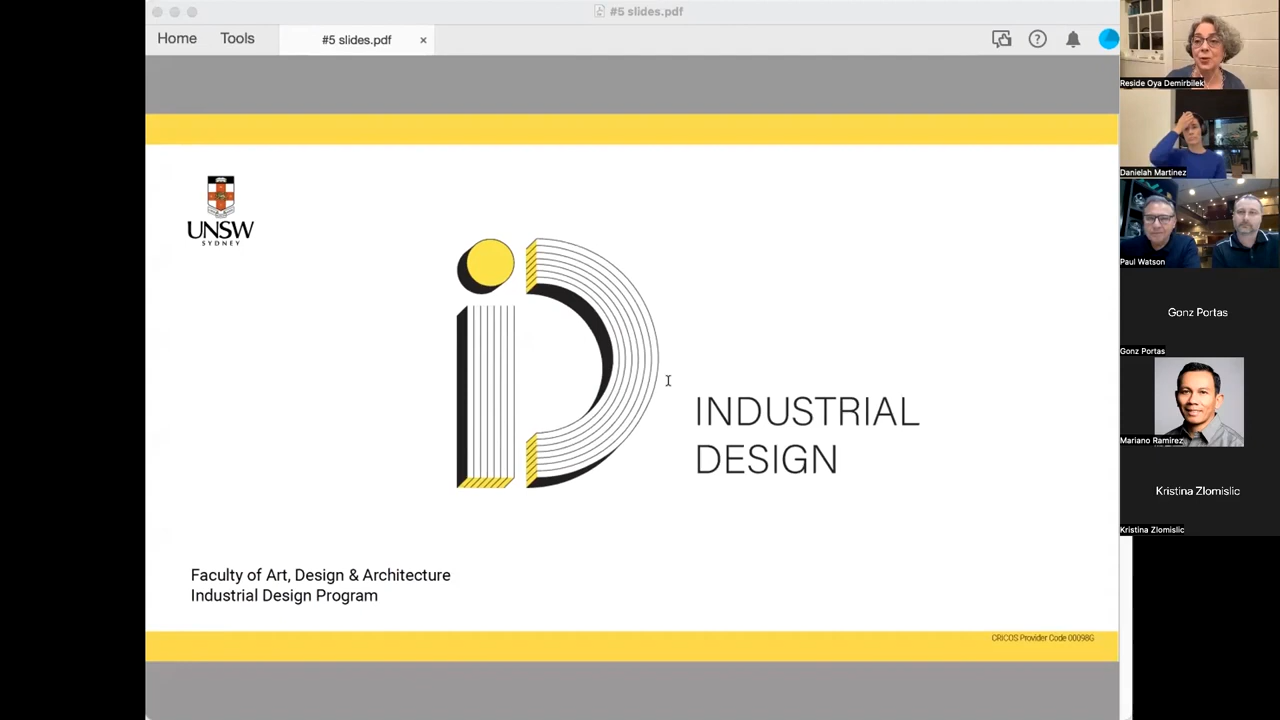 #5 slides.pdf
Home
Tools
#5 slides.pdf
UNSW
SYDNEY
iD
INDUSTRIAL
DESIGN
Faculty of Art, Design & Architecture
Industrial Design Program
CRICOS Provider Code 00098G
Reside Oya Demirbilek
Danielah Martinez
Paul Watson
Gonz Portas
Gonz Portas
Mariano Ramirez
Kristina Zlomislic
Kristina Zlomislic